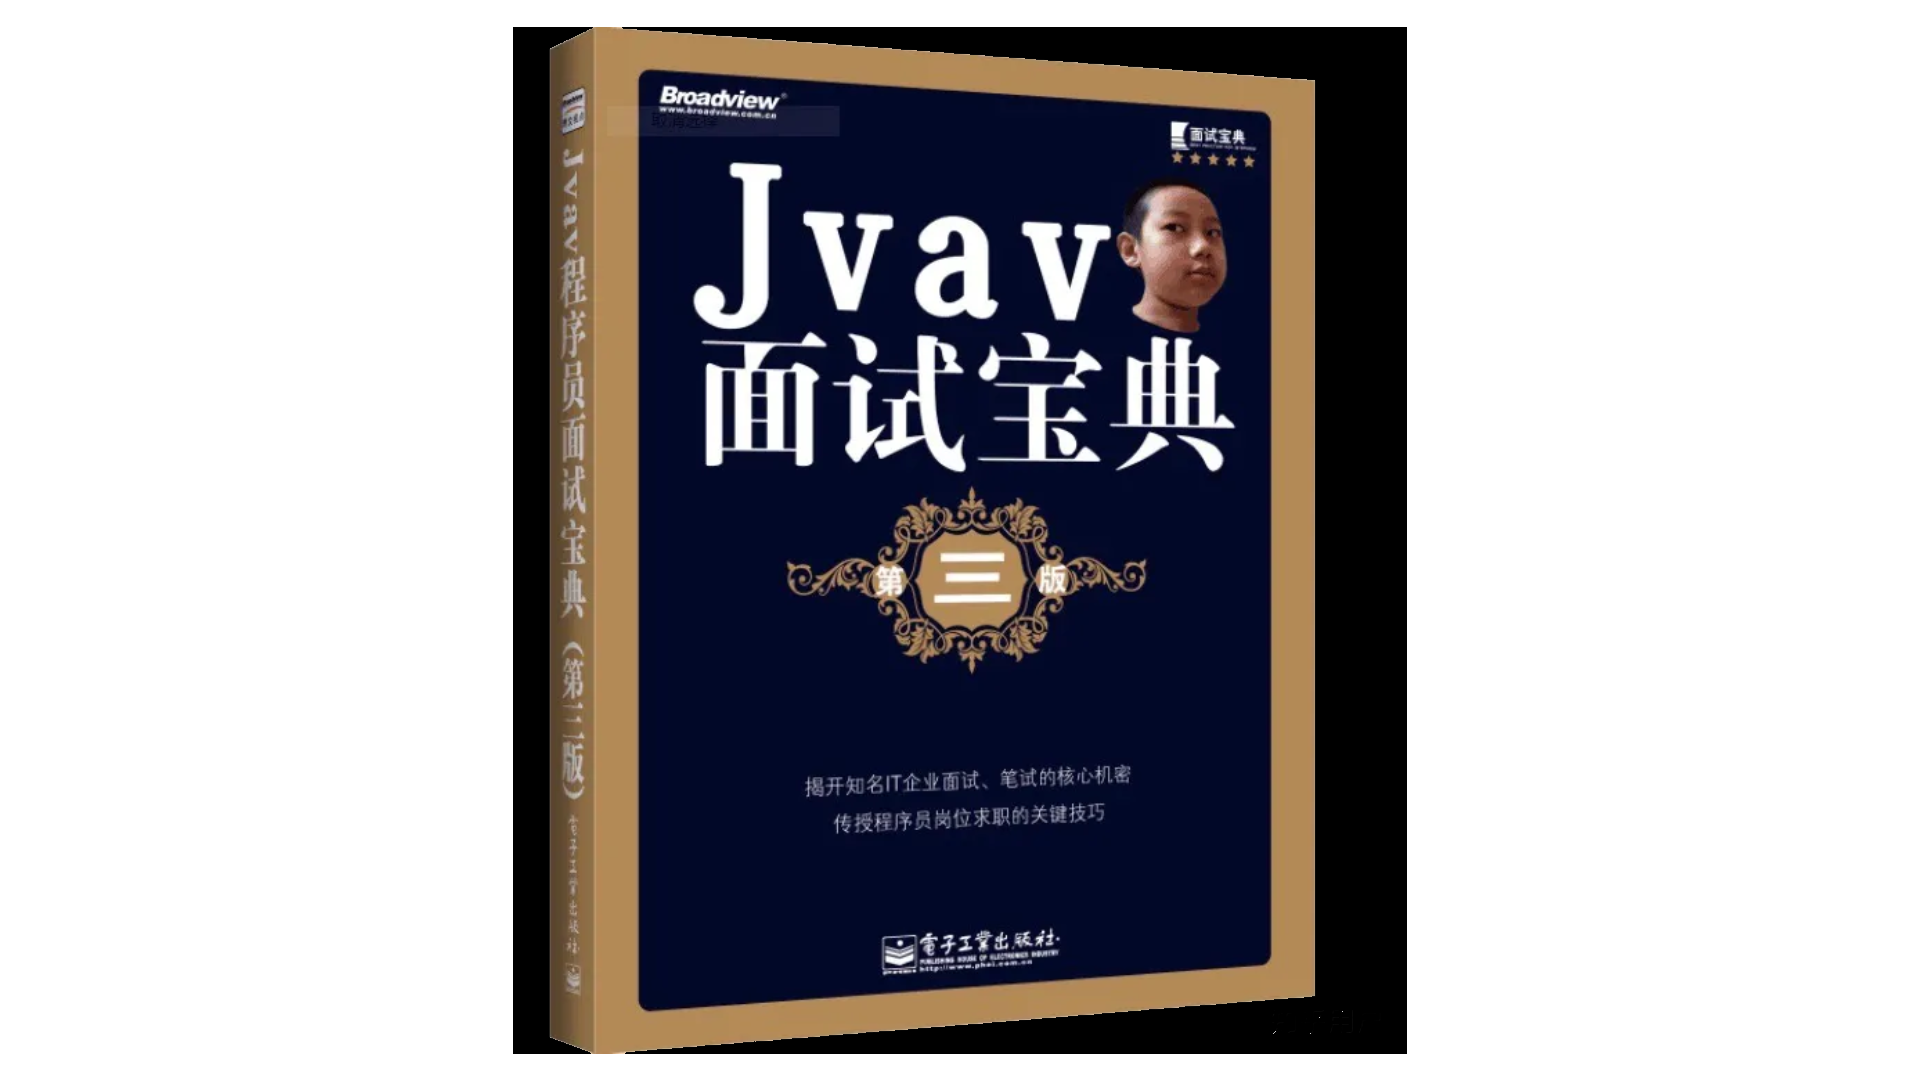 Broadview®
www.broadview.com.cn
取消选择
面试宝典
Jvav
面试宝典
第三版
揭开知名IT企业面试、笔试的核心机密
传授程序员岗位求职的关键技巧
電子工業出版社·
PUBLISHING HOUSE OF ELECTRONICS INDUSTRY
http://www.phei.com.cn
Jvav程序员面试宝典(第三版)
電子工業出版社·